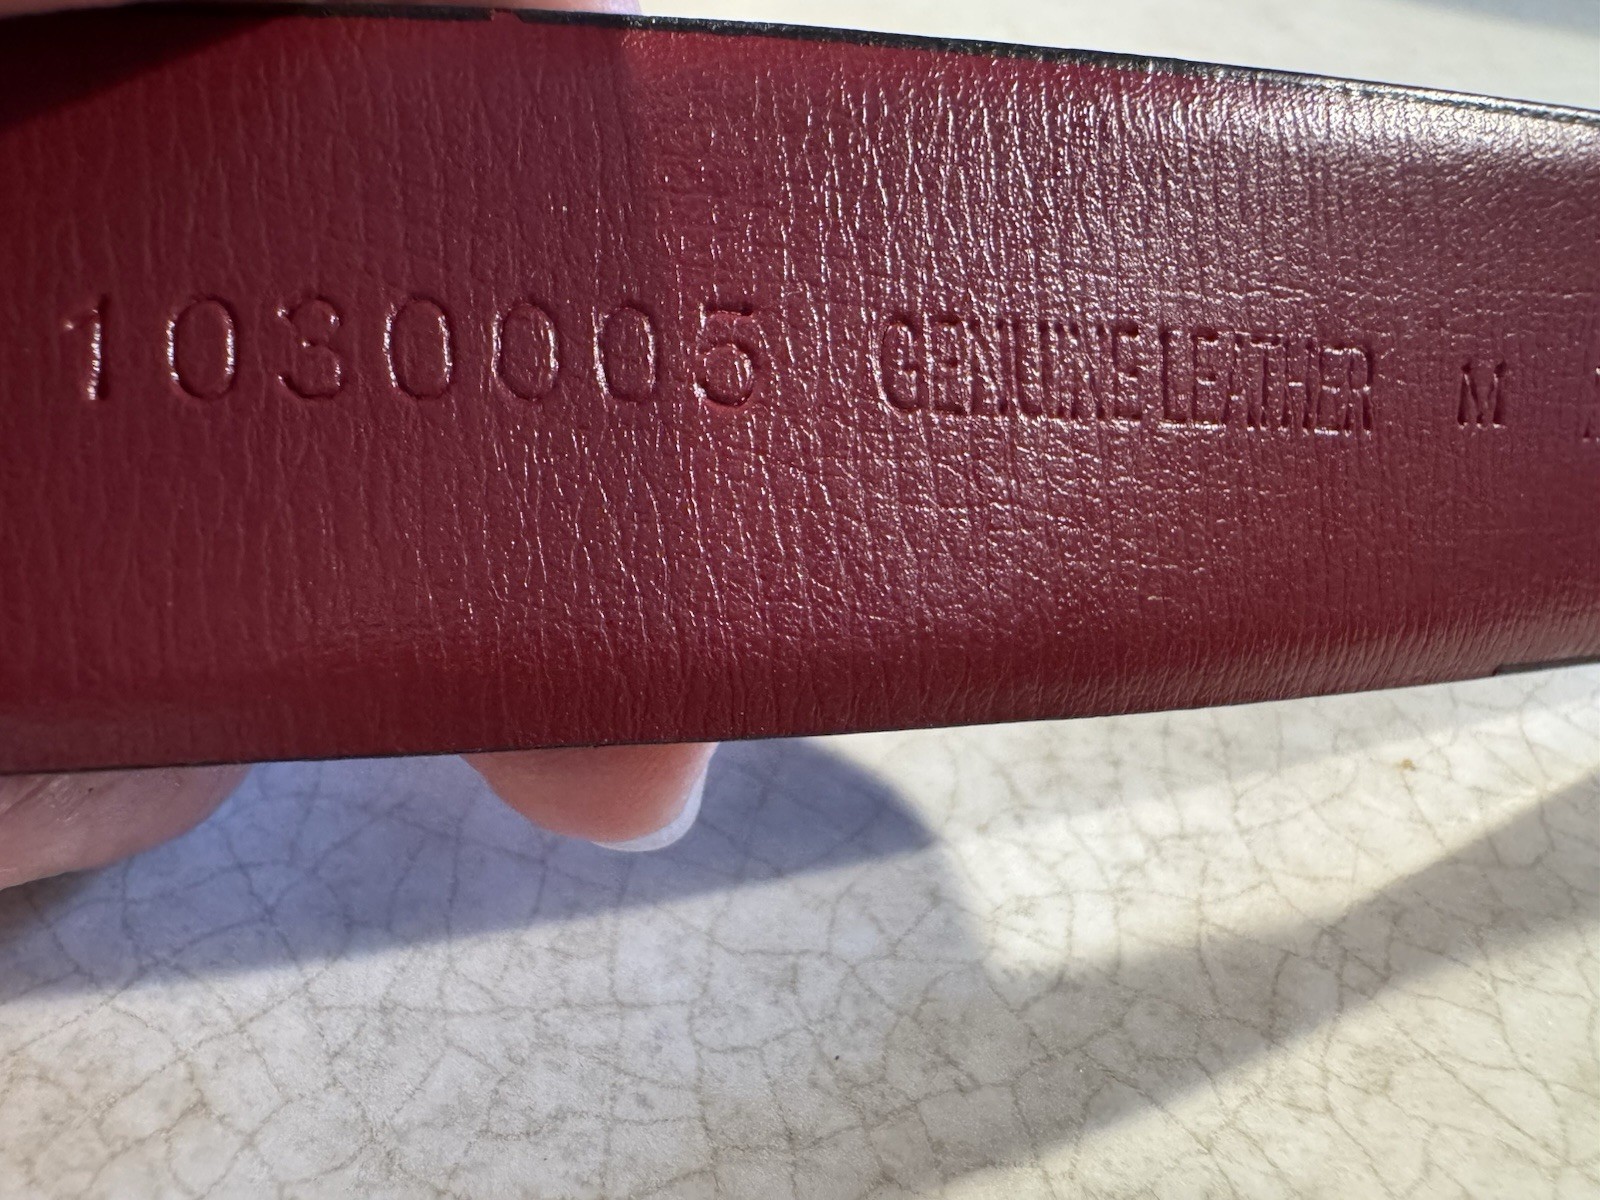 1030005 GENUINE LEATHER M